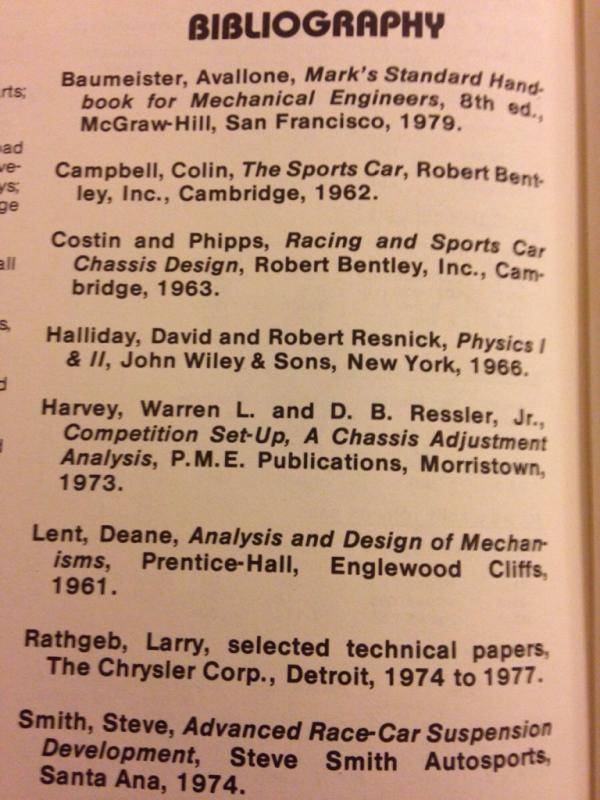 BIBLIOGRAPHY
Baumeister, Avallone, Mark's Standard Hand-
book for Mechanical Engineers, 8th ed.,
McGraw-Hill, San Francisco, 1979.
Campbell, Colin, The Sports Car, Robert Bent-
ley, Inc., Cambridge, 1962.
Costin and Phipps, Racing and Sports Car
Chassis Design, Robert Bentley, Inc., Cam-
bridge, 1963.
Halliday, David and Robert Resnick, Physics I
& II, John Wiley & Sons, New York, 1966.
Harvey, Warren L. and D. B. Ressler, Jr.,
Competition Set-Up, A Chassis Adjustment
Analysis, P.M.E. Publications, Morristown,
1973.
Lent, Deane, Analysis and Design of Mechan-
isms, Prentice-Hall, Englewood Cliffs,
1961.
Rathgeb, Larry, selected technical papers,
The Chrysler Corp., Detroit, 1974 to 1977.
Smith, Steve, Advanced Race-Car Suspension
Development, Steve Smith Autosports,
Santa Ana, 1974.